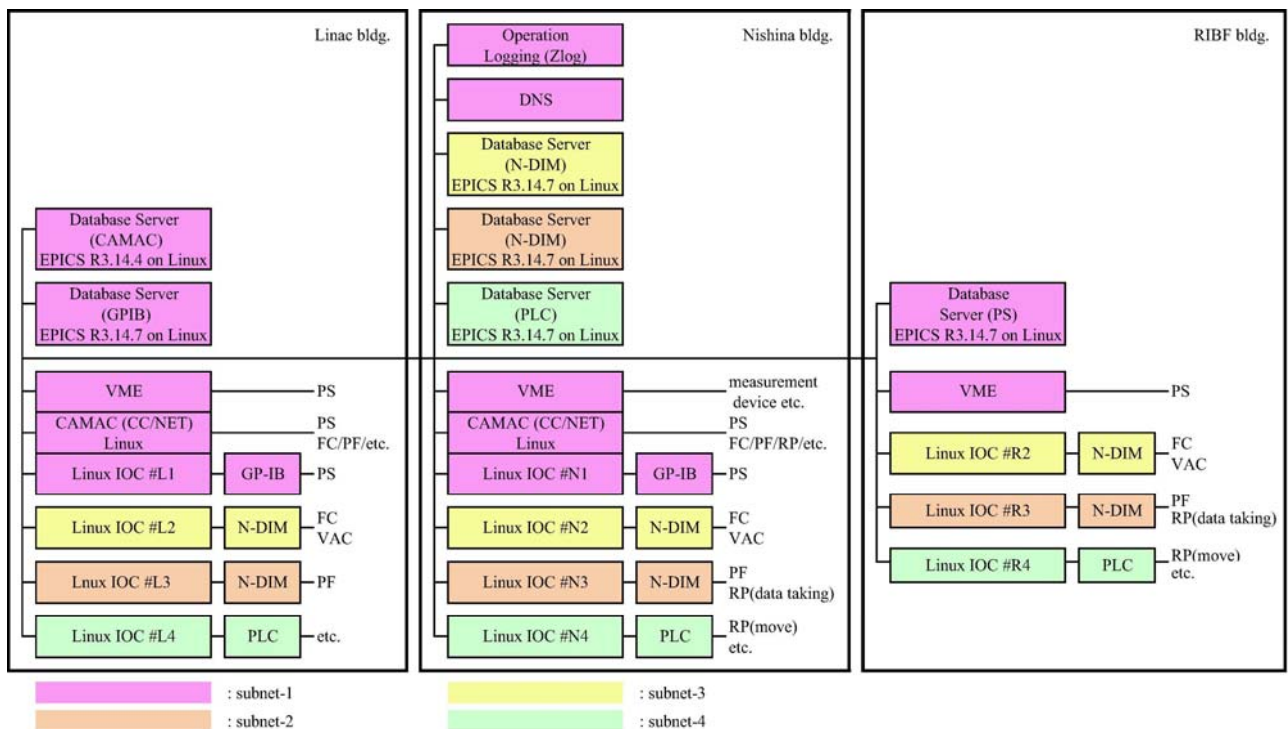 Linac bldg.
Database Server
(CAMAC)
EPICS R3.14.4 on Linux
Database Server
(GPIB)
EPICS R3.14.7 on Linux
VME
PS
CAMAC (CC/NET)
Linux
PS
FC/PF/etc.
Linux IOC #L1
GP-IB
PS
Linux IOC #L2
N-DIM
FC
VAC
Lnux IOC #L3
N-DIM
PF
Linux IOC #L4
PLC
etc.
Nishina bldg.
Operation
Logging (Zlog)
DNS
Database Server
(N-DIM)
EPICS R3.14.7 on Linux
Database Server
(N-DIM)
EPICS R3.14.7 on Linux
Database Server
(PLC)
EPICS R3.14.7 on Linux
VME
measurement
device etc.
CAMAC (CC/NET)
Linux
PS
FC/PF/RP/etc.
Linux IOC #N1
GP-IB
PS
Linux IOC #N2
N-DIM
FC
VAC
Linux IOC #N3
N-DIM
PF
RP(data taking)
Linux IOC #N4
PLC
RP(move)
etc.
RIBF bldg.
Database
Server (PS)
EPICS R3.14.7 on Linux
VME
PS
Linux IOC #R2
N-DIM
FC
VAC
Linux IOC #R3
N-DIM
PF
RP(data taking)
Linux IOC #R4
PLC
RP(move)
etc.
: subnet-1
: subnet-2
: subnet-3
: subnet-4